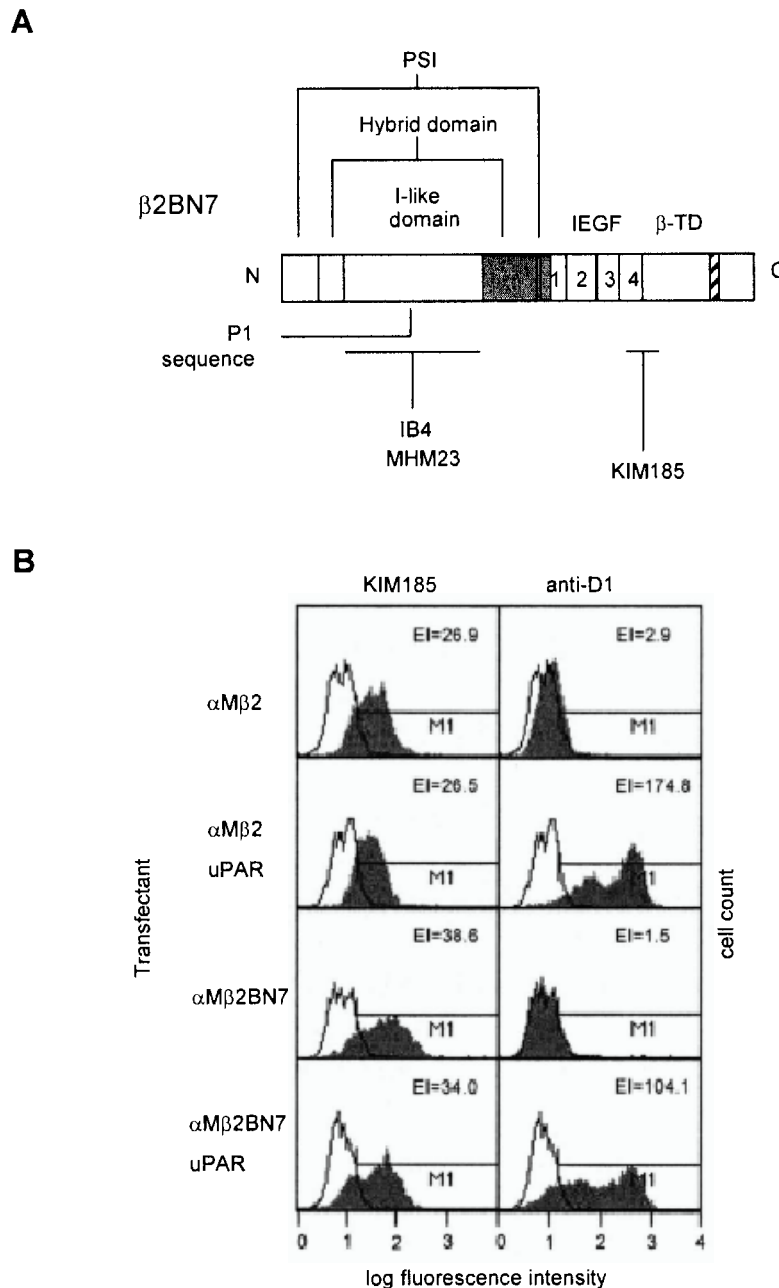 A
PSI
Hybrid domain
β2BN7
I-like
domain
IEGF
β-TD
N
1 2 3 4
C
P1
sequence
IB4
MHM23
KIM185
B
KIM185
anti-D1
αMβ2
EI=26.9
M1
EI=2.9
M1
αMβ2
uPAR
EI=26.5
M1
EI=174.8
M1
αMβ2BN7
EI=38.6
M1
EI=1.5
M1
αMβ2BN7
uPAR
EI=34.0
M1
EI=104.1
M1
Transfectant
cell count
0 1 2 3 0 1 2 3 4
log fluorescence intensity